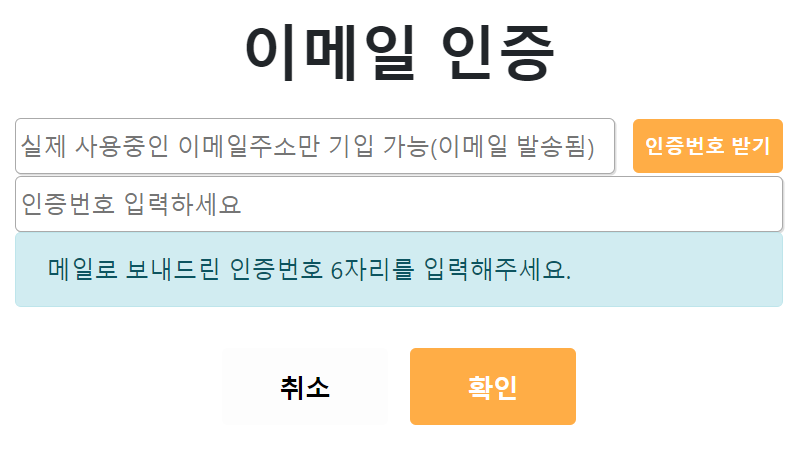 이메일 인증
실제 사용중인 이메일주소만 기입 가능(이메일 발송됨)
인증번호 받기
인증번호 입력하세요
메일로 보내드린 인증번호 6자리를 입력해주세요.
취소
확인